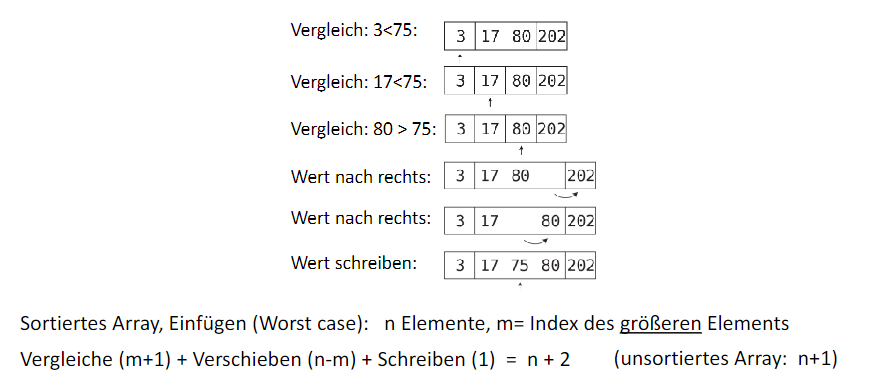 Vergleich: 3<75: 3 17 80 202
Vergleich: 17<75: 3 17 80 202
Vergleich: 80 > 75: 3 17 80 202
Wert nach rechts: 3 17 80 202
Wert nach rechts: 3 17 80 202
Wert schreiben: 3 17 75 80 202
Sortiertes Array, Einfügen (Worst case): n Elemente, m= Index des größeren Elements
Vergleiche (m+1) + Verschieben (n-m) + Schreiben (1) = n + 2 (unsortiertes Array: n+1)